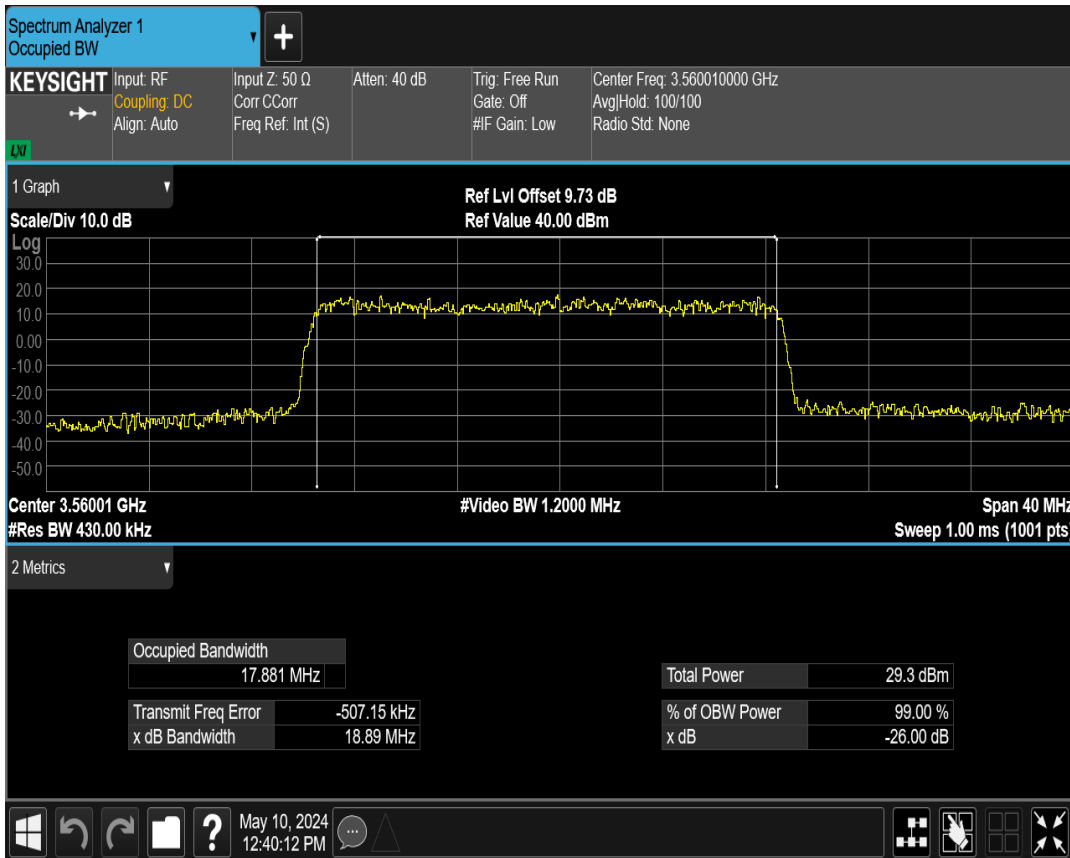 Spectrum Analyzer 1
Occupied BW
KEYSIGHT
LXI
Input: RF
Coupling: DC
Align: Auto
Input Z: 50 Ω
Corr CCorr
Freq Ref: Int (S)
Atten: 40 dB
Trig: Free Run
Gate: Off
#IF Gain: Low
Center Freq: 3.560010000 GHz
Avg|Hold: 100/100
Radio Std: None
1 Graph
Scale/Div 10.0 dB
Ref Lvl Offset 9.73 dB
Ref Value 40.00 dBm
Log
30.0
20.0
10.0
0.00
-10.0
-20.0
-30.0
-40.0
-50.0
Center 3.56001 GHz
#Video BW 1.2000 MHz
Span 40 MHz
#Res BW 430.00 kHz
Sweep 1.00 ms (1001 pts)
2 Metrics
Occupied Bandwidth
17.881 MHz
Transmit Freq Error -507.15 kHz
x dB Bandwidth 18.89 MHz
Total Power 29.3 dBm
% of OBW Power 99.00 %
x dB -26.00 dB
?
May 10, 2024
12:40:12 PM